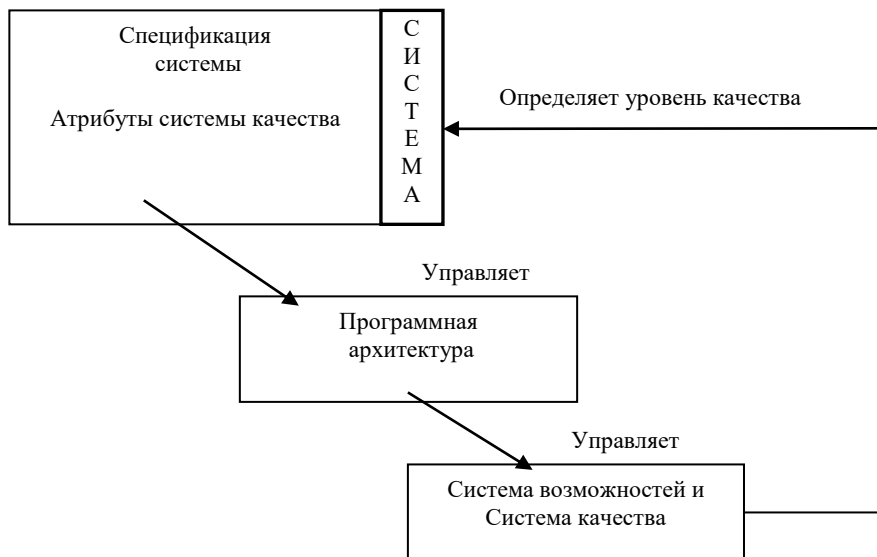 Спецификация
системы
Атрибуты системы качества
С
И
С
Т
Е
М
А
Определяет уровень качества
Управляет
Программная
архитектура
Управляет
Система возможностей и
Система качества